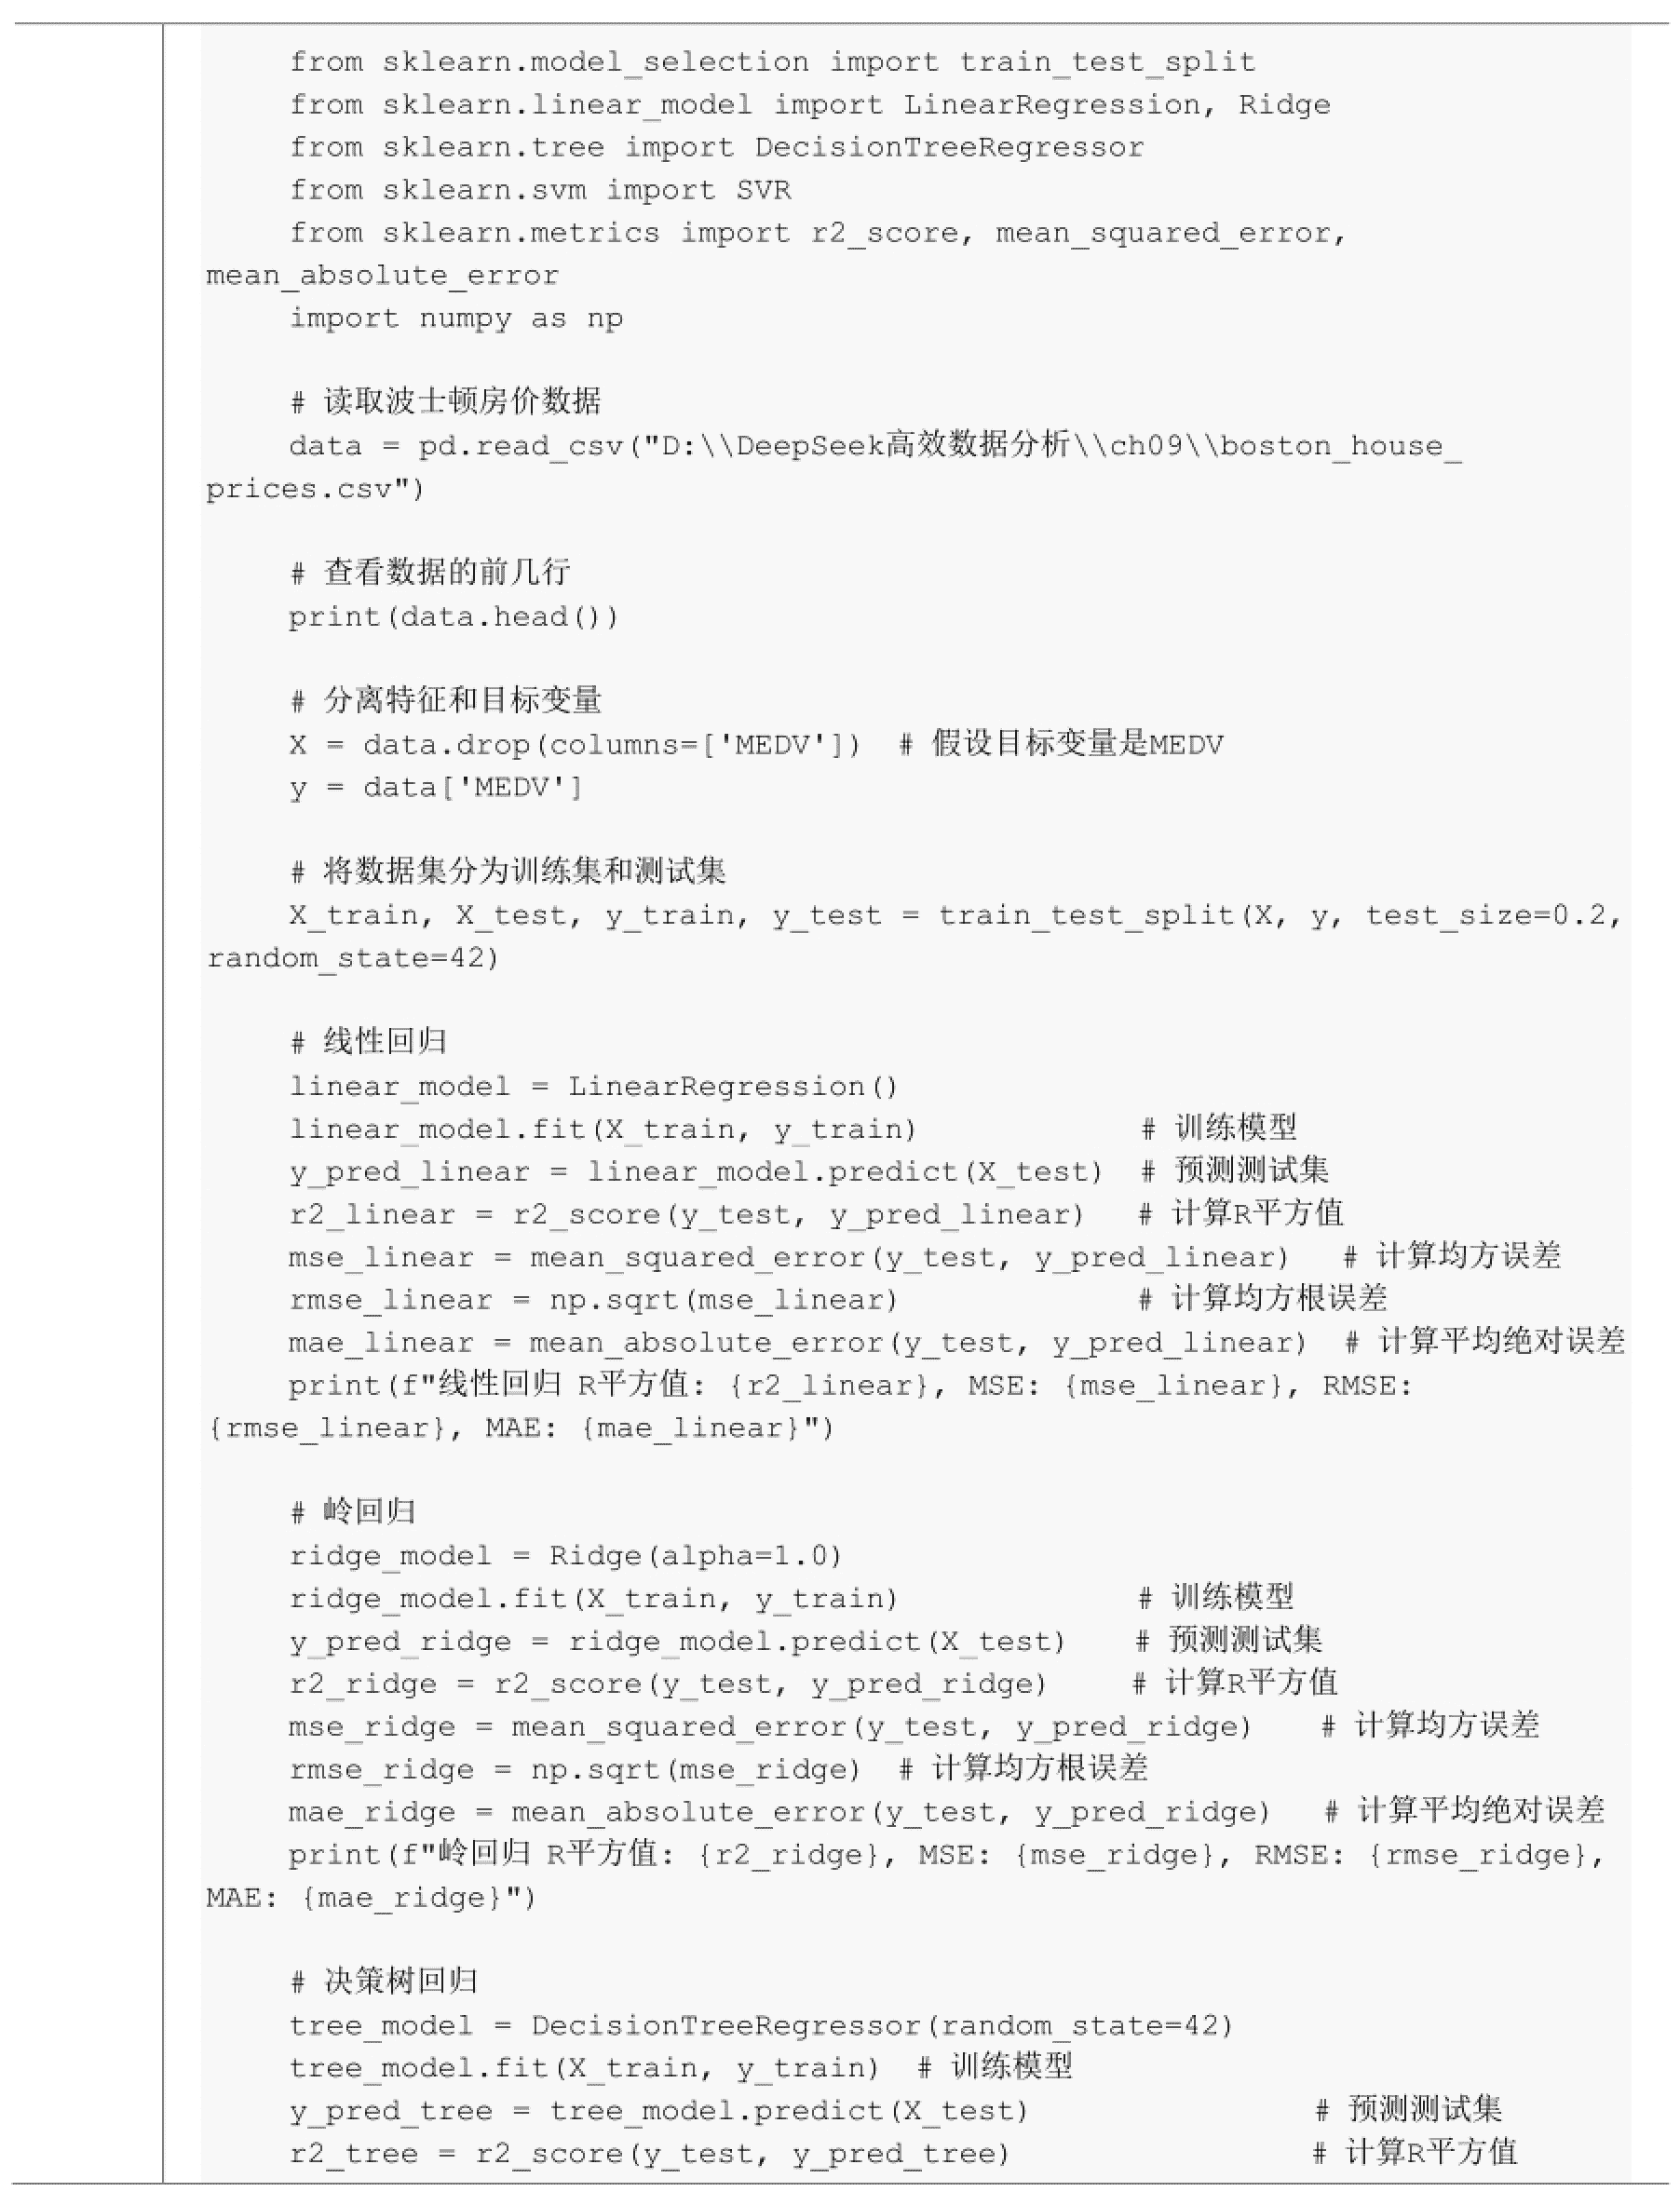 from sklearn.model_selection import train_test_split
from sklearn.linear_model import LinearRegression, Ridge
from sklearn.tree import DecisionTreeRegressor
from sklearn.svm import SVR
from sklearn.metrics import r2_score, mean_squared_error,
mean_absolute_error
import numpy as np
# 读取波士顿房价数据
data = pd.read_csv("D:\\DeepSeek高效数据分析\\ch09\\boston_house_
prices.csv")
# 查看数据的前几行
print(data.head())
# 分离特征和目标变量
X = data.drop(columns=['MEDV'])  # 假设目标变量是MEDV
y = data['MEDV']
# 将数据集分为训练集和测试集
X_train, X_test, y_train, y_test = train_test_split(X, y, test_size=0.2,
random_state=42)
# 线性回归
linear_model = LinearRegression()
linear_model.fit(X_train, y_train)  # 训练模型
y_pred_linear = linear_model.predict(X_test)  # 预测测试集
r2_linear = r2_score(y_test, y_pred_linear)  # 计算R平方值
mse_linear = mean_squared_error(y_test, y_pred_linear)  # 计算均方误差
rmse_linear = np.sqrt(mse_linear)  # 计算均方根误差
mae_linear = mean_absolute_error(y_test, y_pred_linear)  # 计算平均绝对误差
print(f"线性回归 R平方值: {r2_linear}, MSE: {mse_linear}, RMSE:
{rmse_linear}, MAE: {mae_linear}")
# 岭回归
ridge_model = Ridge(alpha=1.0)
ridge_model.fit(X_train, y_train)  # 训练模型
y_pred_ridge = ridge_model.predict(X_test)  # 预测测试集
r2_ridge = r2_score(y_test, y_pred_ridge)  # 计算R平方值
mse_ridge = mean_squared_error(y_test, y_pred_ridge)  # 计算均方误差
rmse_ridge = np.sqrt(mse_ridge)  # 计算均方根误差
mae_ridge = mean_absolute_error(y_test, y_pred_ridge)  # 计算平均绝对误差
print(f"岭回归 R平方值: {r2_ridge}, MSE: {mse_ridge}, RMSE: {rmse_ridge},
MAE: {mae_ridge}")
# 决策树回归
tree_model = DecisionTreeRegressor(random_state=42)
tree_model.fit(X_train, y_train)  # 训练模型
y_pred_tree = tree_model.predict(X_test)  # 预测测试集
r2_tree = r2_score(y_test, y_pred_tree)  # 计算R平方值